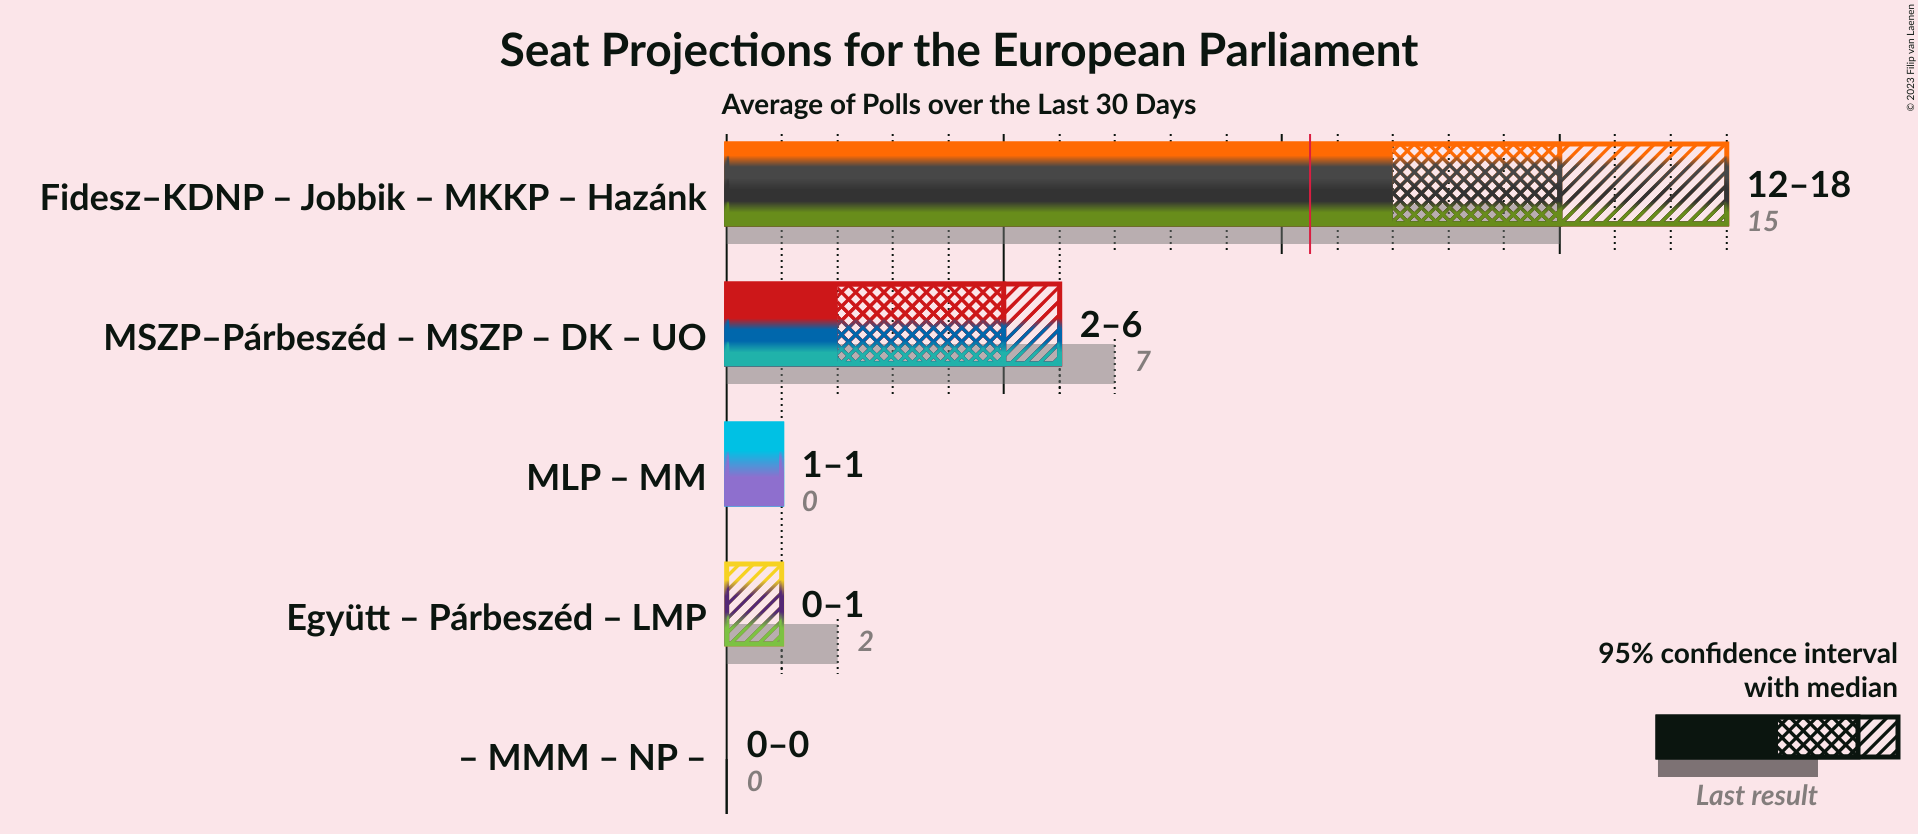 Seat Projections for the European Parliament
Average of Polls over the Last 30 Days
© 2023 Filip van Laenen
Fidesz–KDNP – Jobbik – MKKP – Hazánk
12–18
15
MSZP–Párbeszéd – MSZP – DK – UO
2–6
7
MLP – MM
1–1
0
Együtt – Párbeszéd – LMP
0–1
2
– MMM – NP –
0–0
0
95% confidence interval
with median
Last result